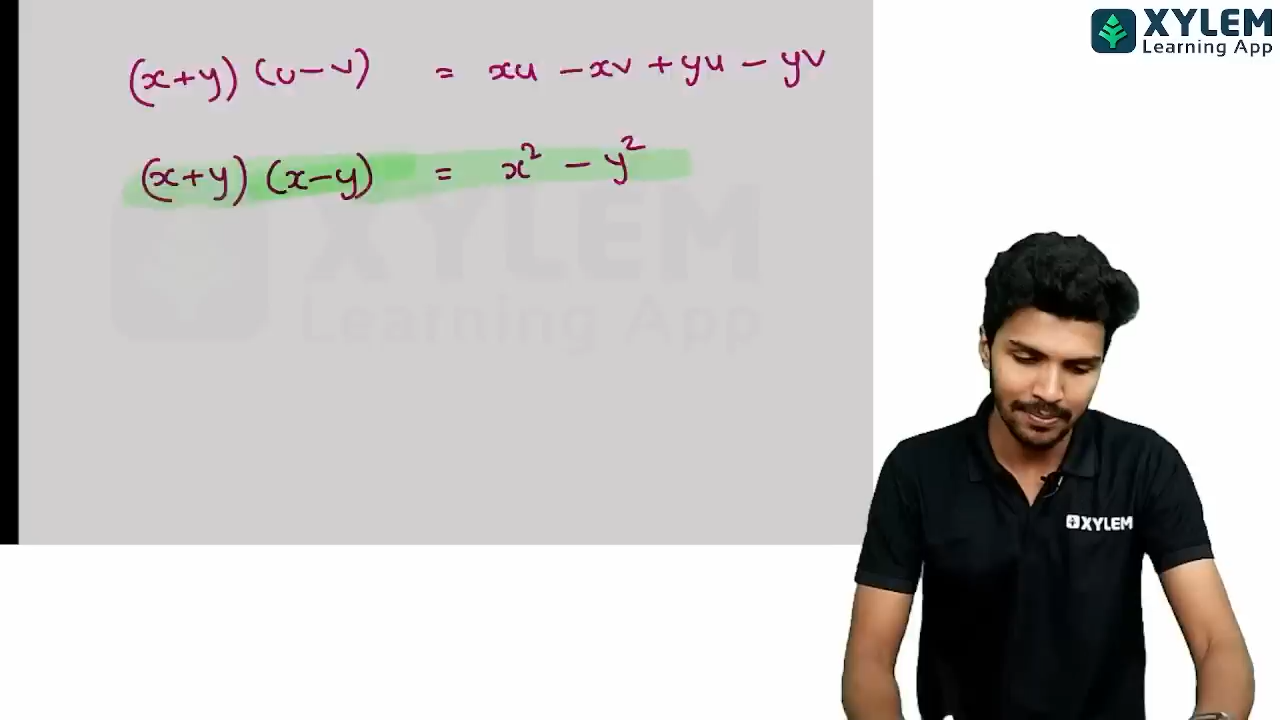 XYLEM
Learning App
(x+y) (u-v) = xu - xv + yu - yv
(x+y) (x-y) = x² - y²
XYLEM
Learning App
XYLEM